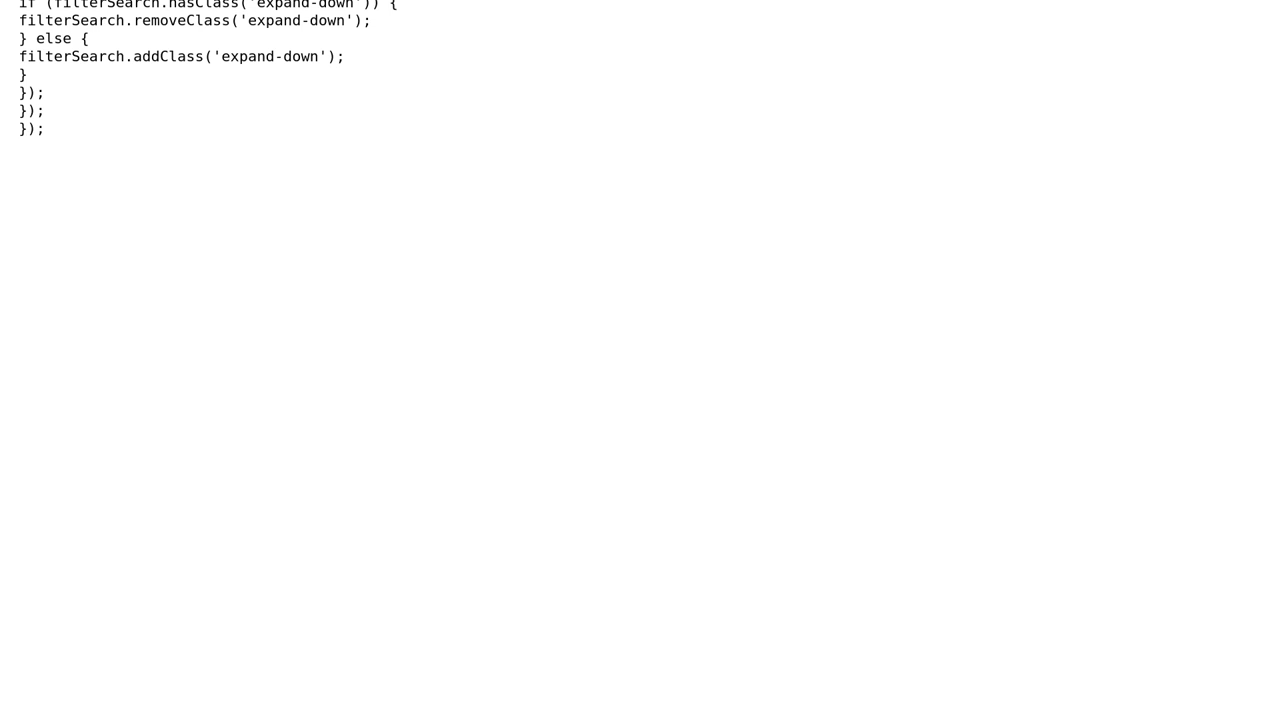 if (filterSearch.hasClass('expand-down')) {
filterSearch.removeClass('expand-down');
} else {
filterSearch.addClass('expand-down');
}
});
});
});